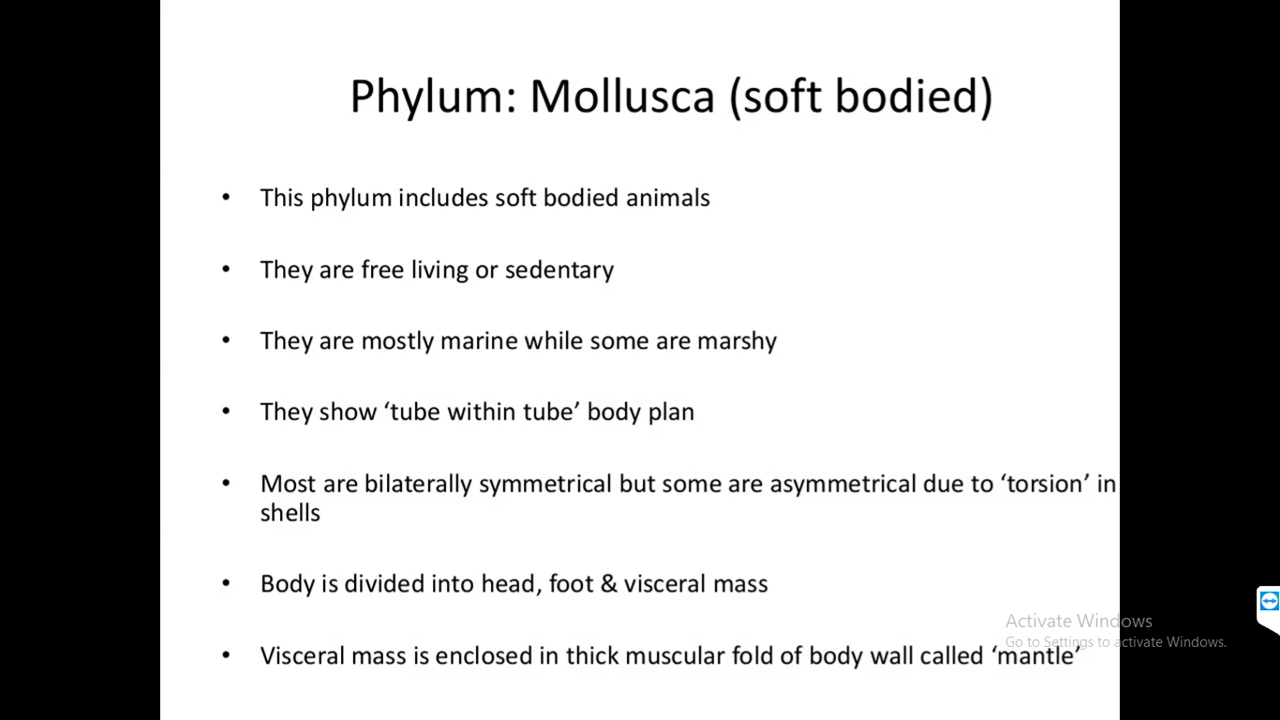 Phylum: Mollusca (soft bodied)
• This phylum includes soft bodied animals
• They are free living or sedentary
• They are mostly marine while some are marshy
• They show ‘tube within tube’ body plan
• Most are bilaterally symmetrical but some are asymmetrical due to ‘torsion’ in
shells
• Body is divided into head, foot & visceral mass
• Visceral mass is enclosed in thick muscular fold of body wall called ‘mantle’
Activate Windows
Go to Settings to activate Windows.